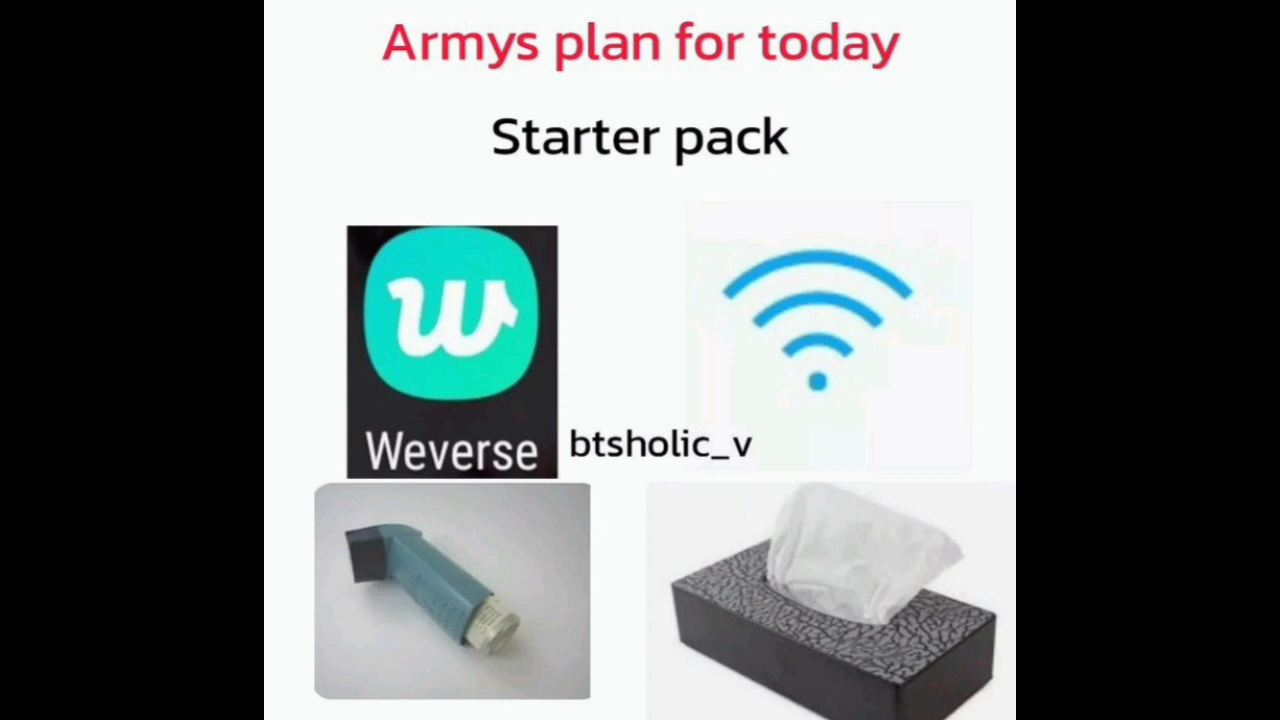 Armys plan for today
Starter pack
w
Weverse
btsholic_v